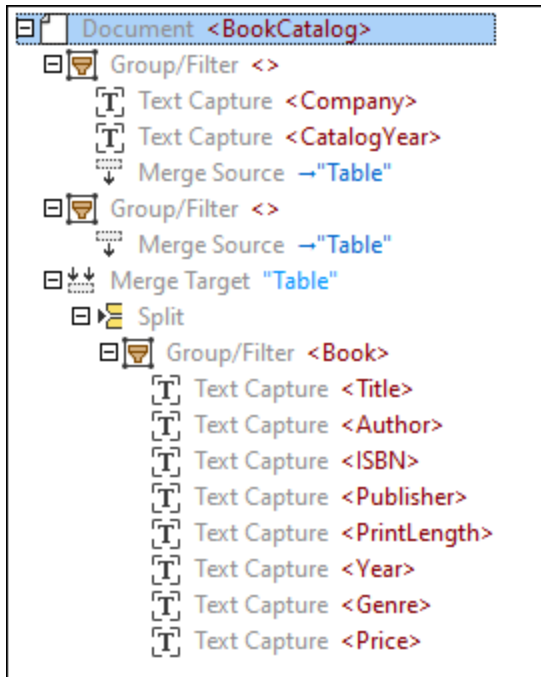 Document <BookCatalog>
Group/Filter <>
Text Capture <Company>
Text Capture <CatalogYear>
Merge Source →"Table"
Group/Filter <>
Merge Source →"Table"
Merge Target "Table"
Split
Group/Filter <Book>
Text Capture <Title>
Text Capture <Author>
Text Capture <ISBN>
Text Capture <Publisher>
Text Capture <PrintLength>
Text Capture <Year>
Text Capture <Genre>
Text Capture <Price>